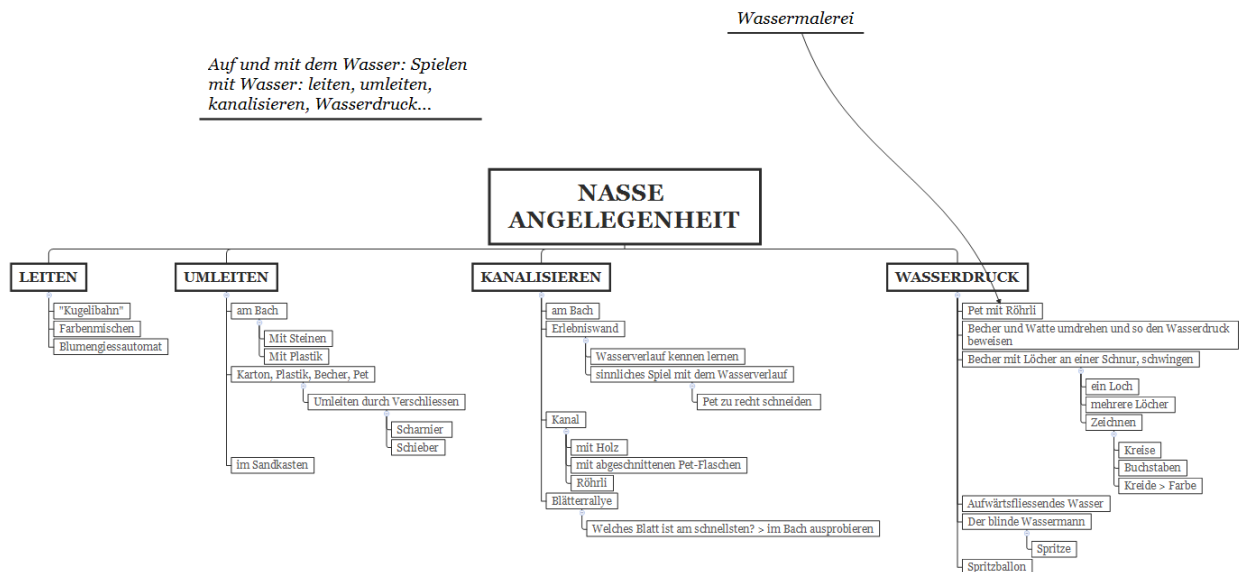 Wassermalerei
Auf und mit dem Wasser: Spielen
mit Wasser: leiten, umleiten,
kanalisieren, Wasserdruck...
NASSE
ANGELEGENHEIT
LEITEN
"Kugelibahn"
Farbenmischen
Blumengiessautomat
UMLEITEN
am Bach
Mit Steinen
Mit Plastik
Karton, Plastik, Becher, Pet
Umleiten durch Verschliessen
Scharnier
Schieber
im Sandkasten
KANALISIEREN
am Bach
Erlebniswand
Wasserverlauf kennen lernen
sinnliches Spiel mit dem Wasserverlauf
Pet zu recht schneiden
Kanal
mit Holz
mit abgeschnittenen Pet-Flaschen
Röhrli
Blätterrallye
Welches Blatt ist am schnellsten? > im Bach ausprobieren
WASSERDRUCK
Pet mit Röhrli
Becher und Watte umdrehen und so den Wasserdruck
beweisen
Becher mit Löcher an einer Schnur, schwingen
ein Loch
mehrere Löcher
Zeichnen
Kreise
Buchstaben
Kreide > Farbe
Aufwärtsfliessendes Wasser
Der blinde Wassermann
Spritze
Spritzballon